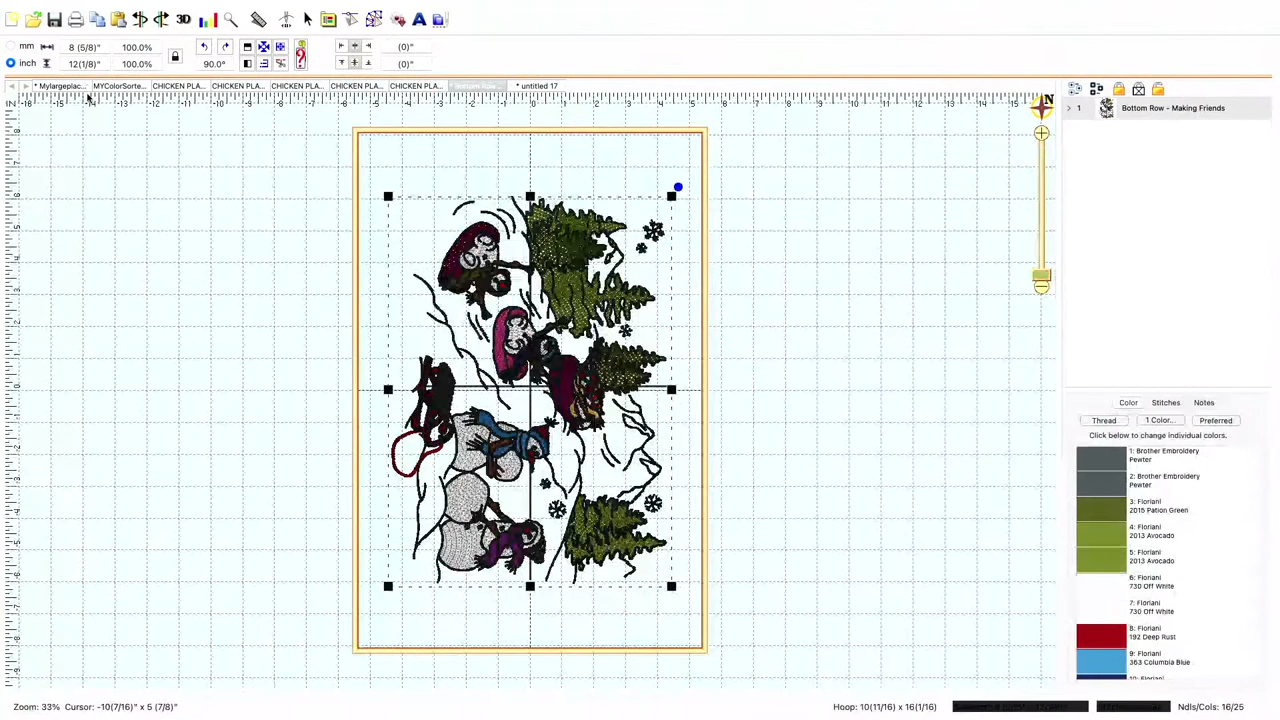 3D
A
mm
8 (5/8)"
100.0%
(0)"
inch
12(1/8)"
100.0%
90.0°
(0)"
* Mylargeplac...
MYColorSorte...
CHICKEN PLA...
CHICKEN PLA...
CHICKEN PLA...
CHICKEN PLA...
CHICKEN PLA...
* Bottom Row...
* untitled 17
N
1
Bottom Row - Making Friends
Color
Stitches
Notes
Thread
1 Color...
Preferred
Click below to change individual colors.
1: Brother Embroidery
Pewter
2: Brother Embroidery
Pewter
3: Floriani
2015 Pation Green
4: Floriani
2013 Avocado
5: Floriani
2013 Avocado
6: Floriani
730 Off White
7: Floriani
730 Off White
8: Floriani
192 Deep Rust
9: Floriani
363 Columbia Blue
Zoom: 33%
Cursor: -10(7/16)" x 5 (7/8)"
Hoop: 10(11/16) x 16(1/16)
Ndls/Cols: 16/25